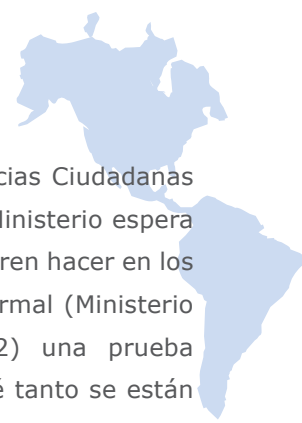 cias Ciudadanas
Ministerio espera
ren hacer en los
rmal (Ministerio
2) una prueba
é tanto se están